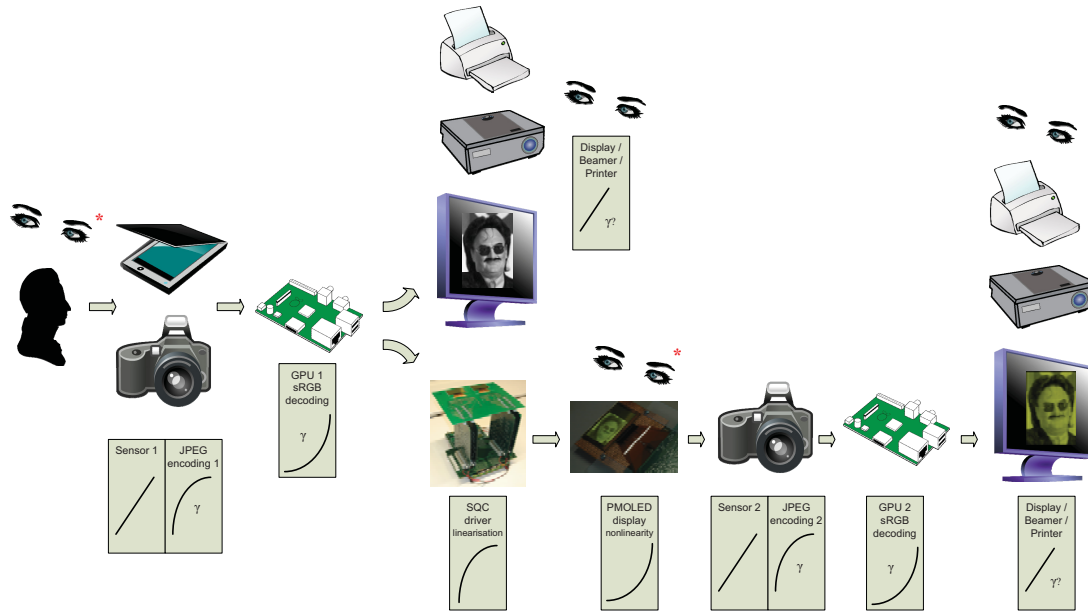 *
Display /
Beamer /
Printer
γ?
GPU 1
sRGB
decoding
γ
*
Sensor 1
JPEG
encoding 1
γ
SQC
driver
linearisation
PMOLED
display
nonlinearity
Sensor 2
JPEG
encoding 2
γ
GPU 2
sRGB
decoding
γ
Display /
Beamer /
Printer
γ?